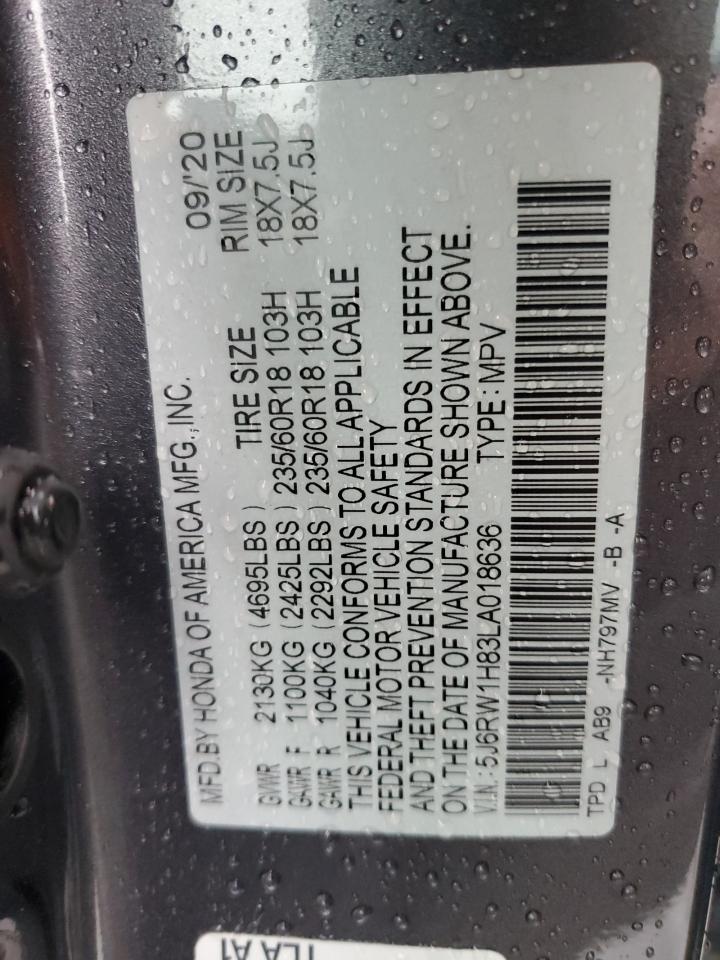 MFD.BY HONDA OF AMERICA MFG.,INC. 09/'20
TIRE SIZE RIM SIZE
GVWR 2130KG (4695LBS)
GAWR F 1100KG (2425LBS) 235/60R18 103H 18X7.5J
GAWR R 1040KG (2292LBS) 235/60R18 103H 18X7.5J
THIS VEHICLE CONFORMS TO ALL APPLICABLE
FEDERAL MOTOR VEHICLE SAFETY
AND THEFT PREVENTION STANDARDS IN EFFECT
ON THE DATE OF MANUFACTURE SHOWN ABOVE.
V.I.N.: 5J6RW1H83LA018636 TYPE : MPV
TPD L AB9 -NH797MV -B -A
TLA A1